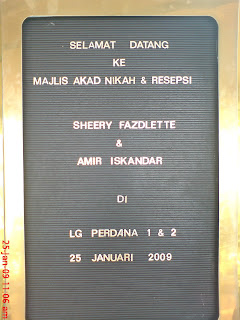 SELAMAT DATANG
KE
MAJLIS AKAD NIKAH & RESEPSI
SHEERY FAZDLETTE
&
AMIR ISKANDAR
DI
LG PERDANA 1 & 2
25 JANUARI 2009
25-jan-09 11:06 am